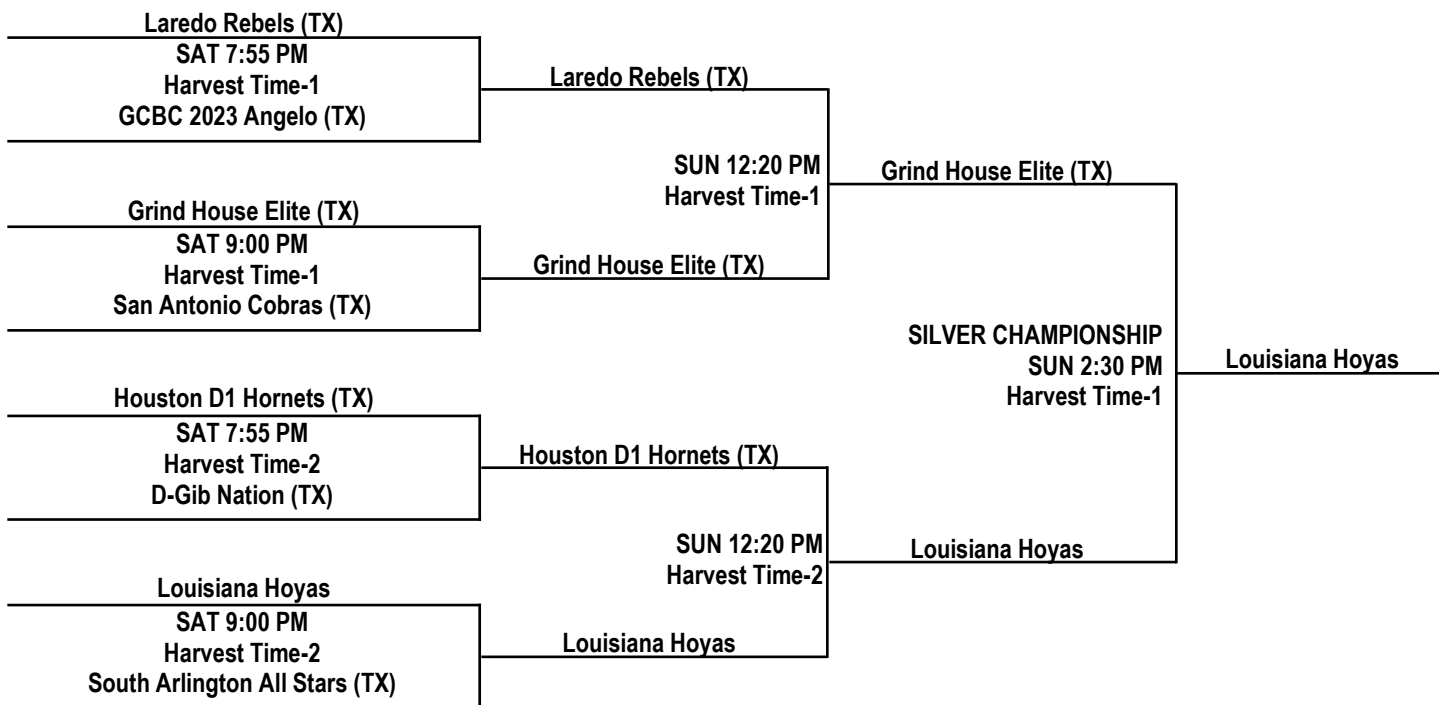 Laredo Rebels (TX)
SAT 7:55 PM
Harvest Time-1
GCBC 2023 Angelo (TX)
Grind House Elite (TX)
SAT 9:00 PM
Harvest Time-1
San Antonio Cobras (TX)
Houston D1 Hornets (TX)
SAT 7:55 PM
Harvest Time-2
D-Gib Nation (TX)
Louisiana Hoyas
SAT 9:00 PM
Harvest Time-2
South Arlington All Stars (TX)
Laredo Rebels (TX)
SUN 12:20 PM
Harvest Time-1
Grind House Elite (TX)
Houston D1 Hornets (TX)
SUN 12:20 PM
Harvest Time-2
Louisiana Hoyas
Grind House Elite (TX)
SILVER CHAMPIONSHIP
SUN 2:30 PM
Harvest Time-1
Louisiana Hoyas
Louisiana Hoyas